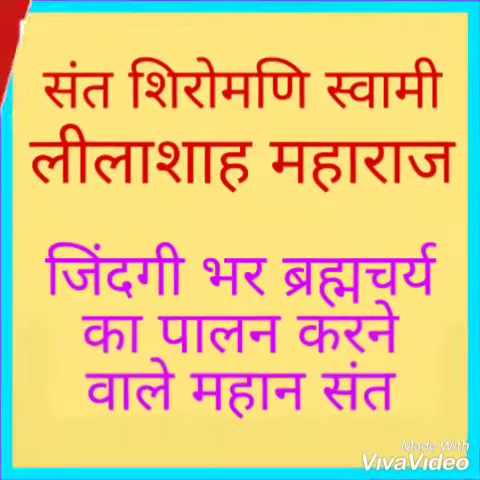 संत शिरोमणि स्वामी
लीलाशाह महाराज
जिंदगी भर ब्रह्मचर्य
का पालन करने
वाले महान संत
Made With
VivaVideo